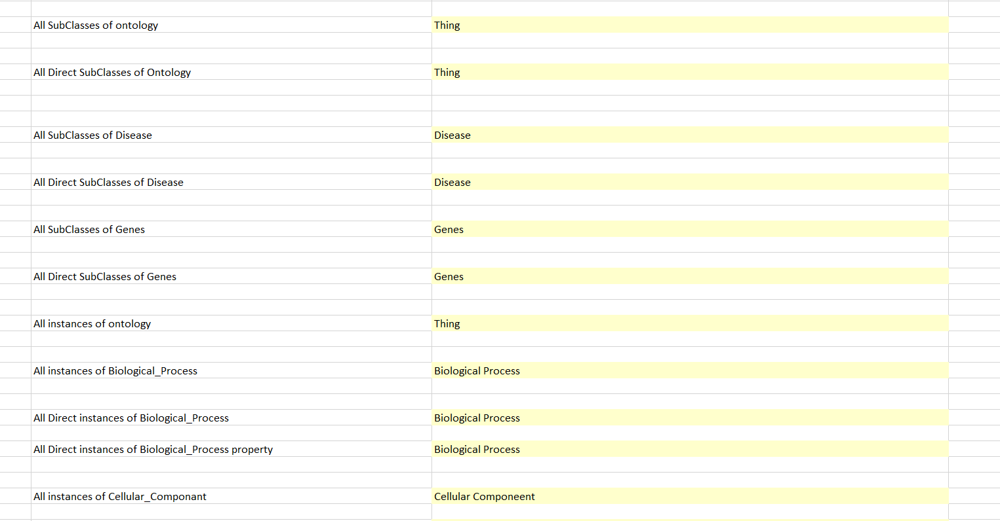 All SubClasses of ontology Thing
All Direct SubClasses of Ontology Thing
All SubClasses of Disease Disease
All Direct SubClasses of Disease Disease
All SubClasses of Genes Genes
All Direct SubClasses of Genes Genes
All instances of ontology Thing
All instances of Biological_Process Biological Process
All Direct instances of Biological_Process Biological Process
All Direct instances of Biological_Process property Biological Process
All instances of Cellular_Componant Cellular Componeent